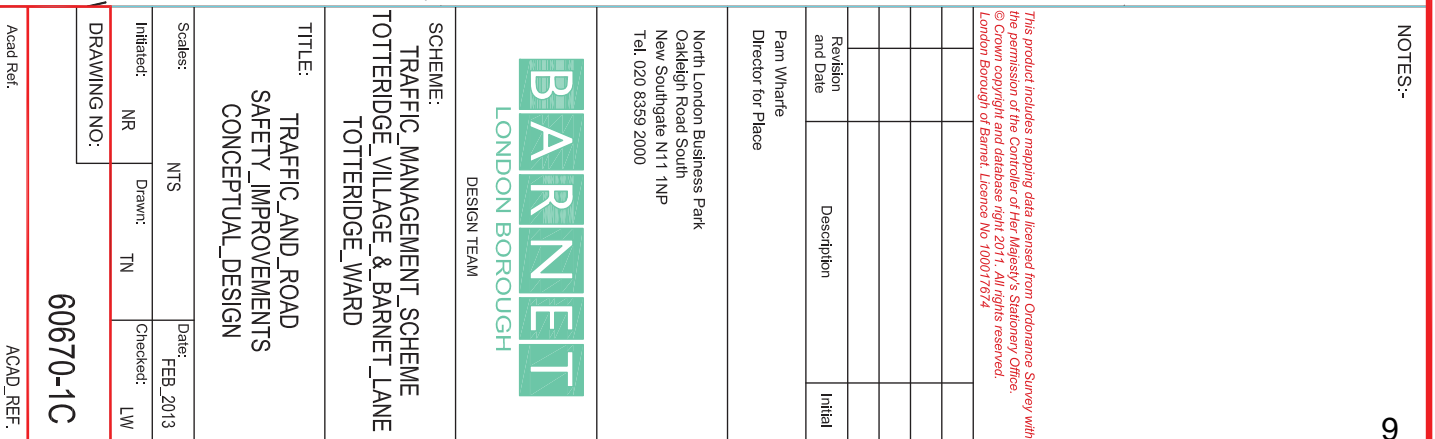 9
NOTES:-
This product includes mapping data licensed from Ordonance Survey with
the permission of the Controller of Her Majesty's Stationery Office.
© Crown copyright and database right 2011. All rights reserved.
London Borough of Barnet. Licence No 100017674
Revision
and Date
Description
Initial
Pam Wharfe
Director for Place
North London Business Park
Oakleigh Road South
New Southgate N11 1NP
Tel. 020 8359 2000
BARNET
LONDON BOROUGH
DESIGN TEAM
SCHEME:
TRAFFIC_MANAGEMENT_SCHEME
TOTTERIDGE_VILLAGE_&_BARNET_LANE
TOTTERIDGE_WARD
TITLE:
TRAFFIC_AND_ROAD
SAFETY_IMPROVEMENTS
CONCEPTUAL_DESIGN
Scales: NTS
Date: FEB_2013
Initiated: NR
Drawn: TN
Checked: LW
DRAWING NO:
60670-1C
Acad Ref. ACAD_REF.